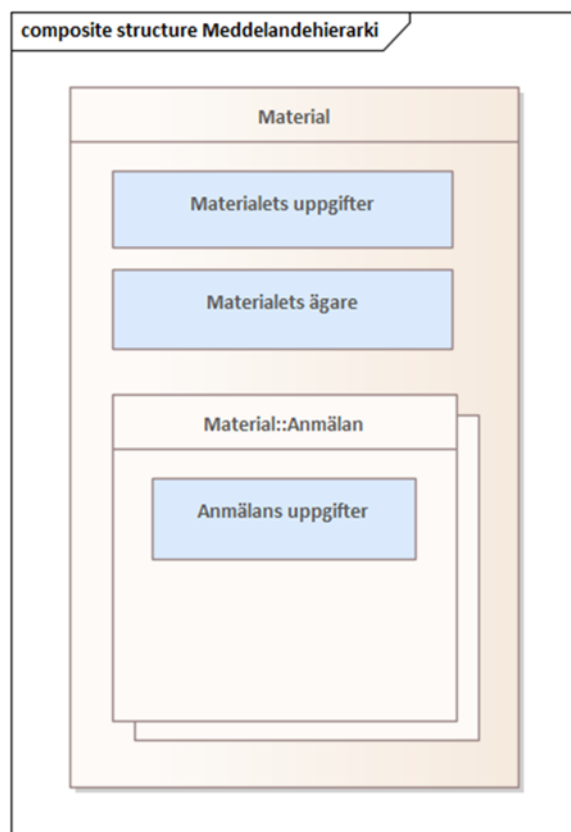 composite structure Meddelandehierarki
Material
Materialets uppgifter
Materialets ägare
Material::Anmälan
Anmälans uppgifter